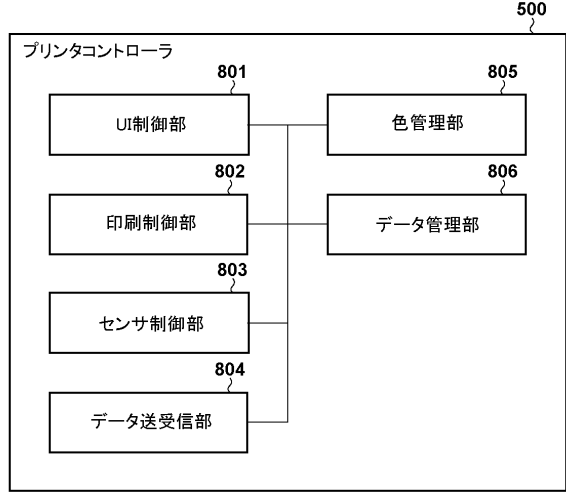 500
プリンタコントローラ
801
UI制御部
805
色管理部
802
印刷制御部
806
データ管理部
803
センサ制御部
804
データ送受信部